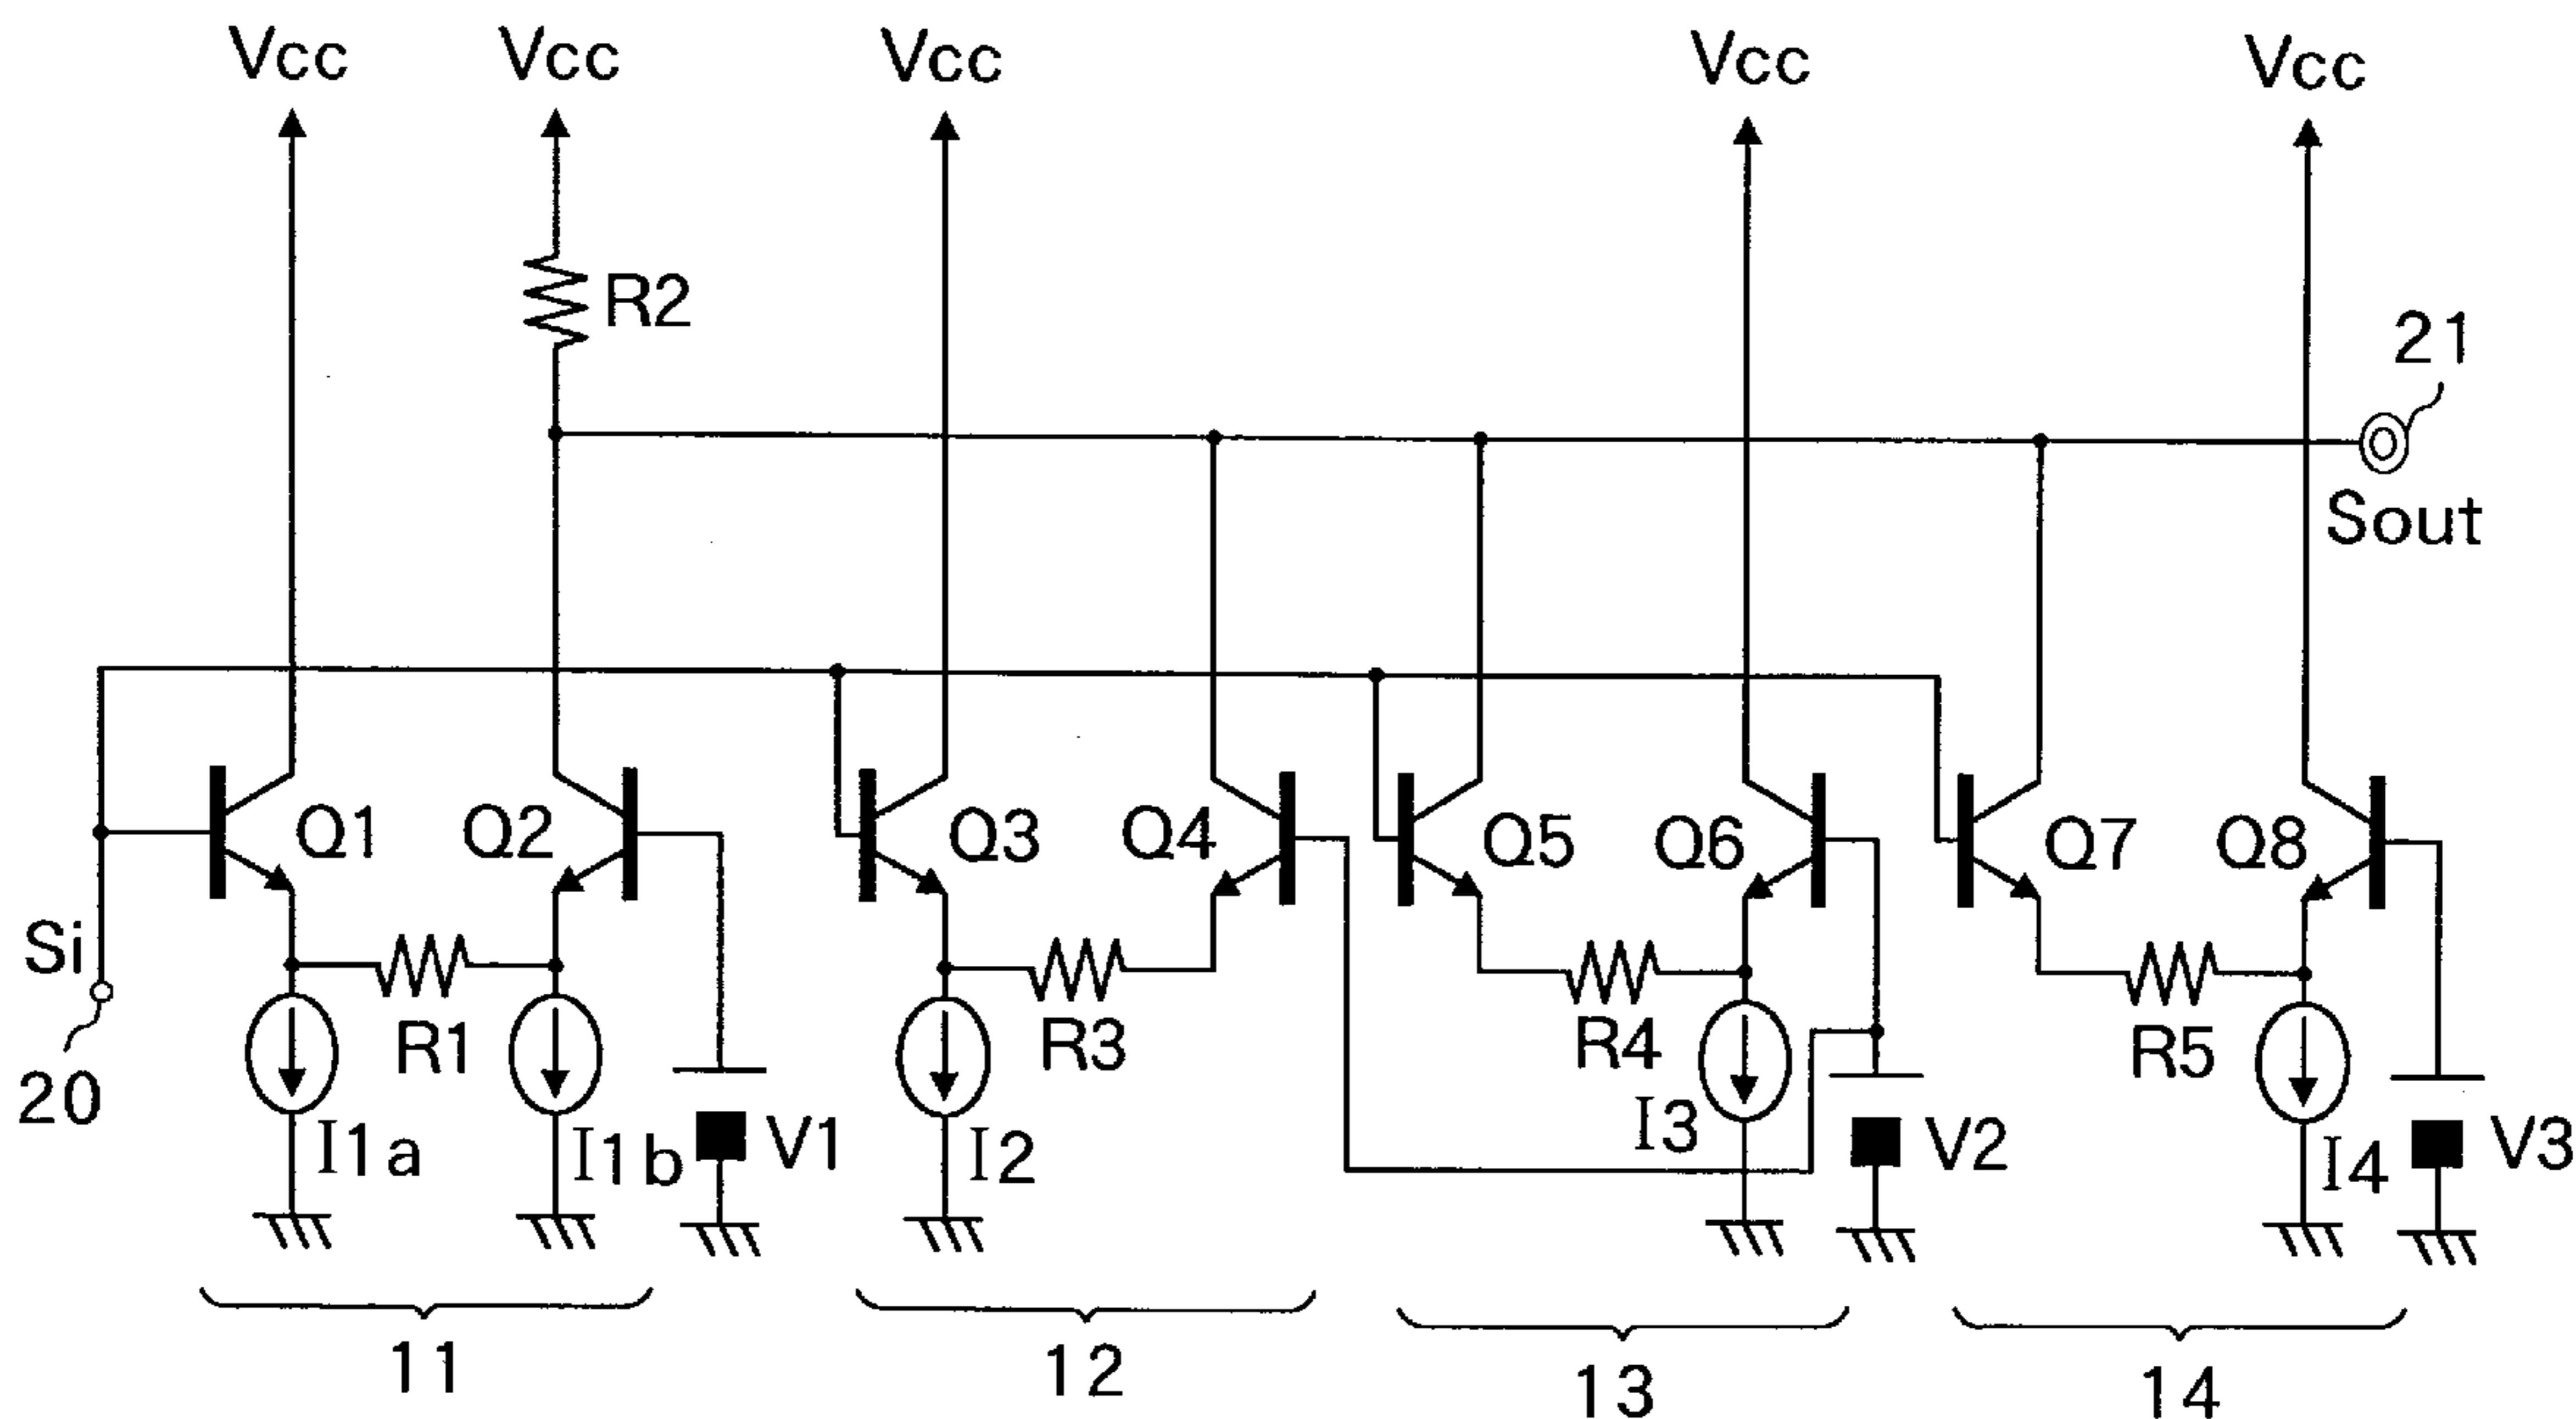 Vcc Vcc Vcc Vcc Vcc
R2
21
Sout
Q1 Q2 Q3 Q4 Q5 Q6 Q7 Q8
Si
R1 R3 R4 R5
20
I1a I1b V1 I2 I3 V2 I4 V3
11 12 13 14